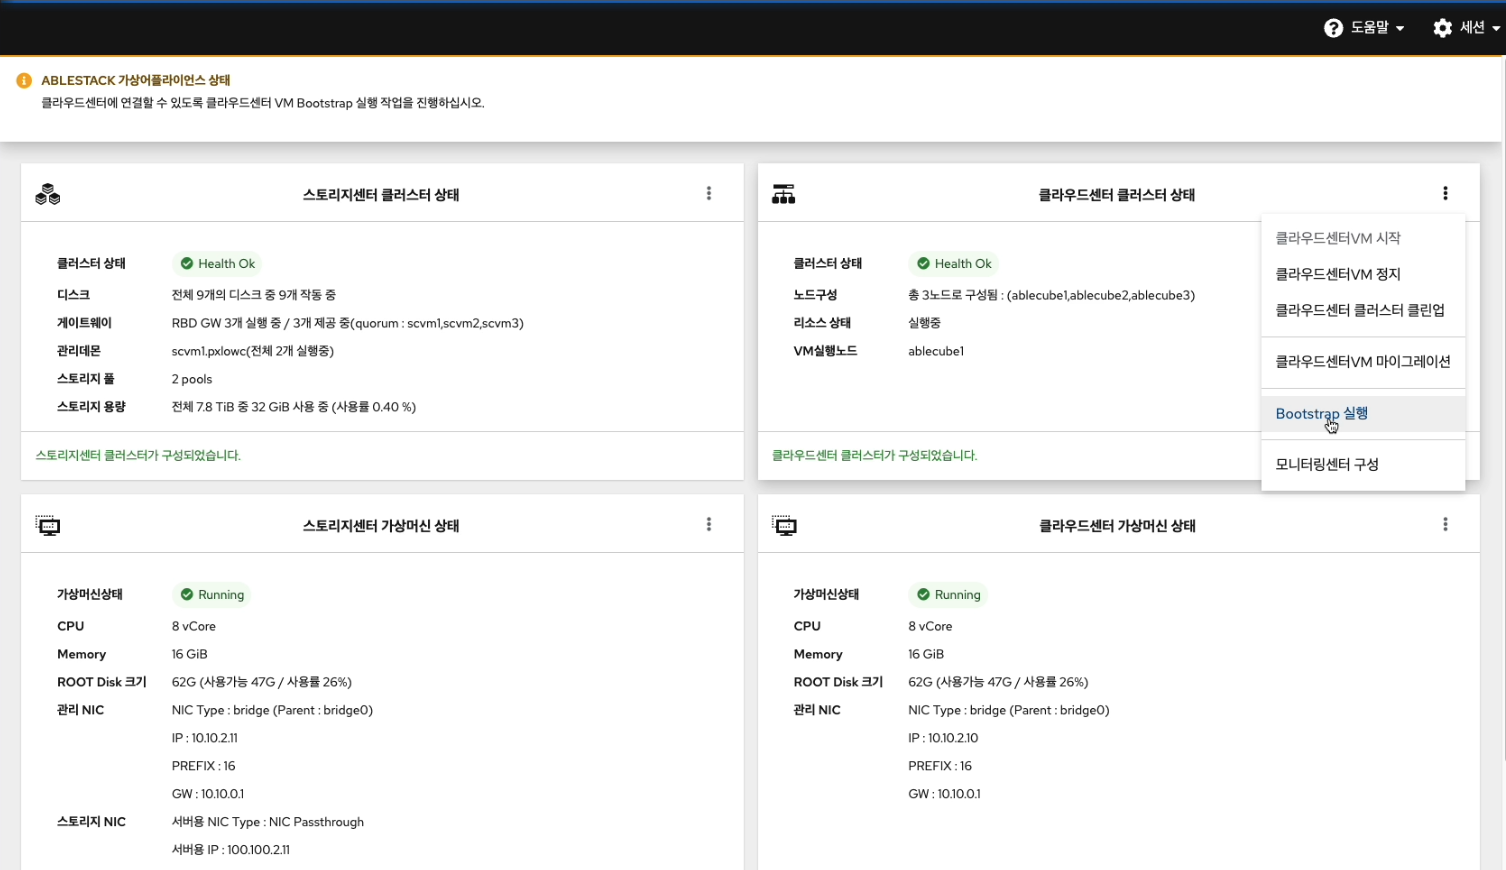 도움말
세션
ABLESTACK 가상어플라이언스 상태
클라우드센터에 연결할 수 있도록 클라우드센터 VM Bootstrap 실행 작업을 진행하십시오.
스토리지센터 클러스터 상태
클러스터 상태 Health Ok
디스크 전체 9개의 디스크 중 9개 작동 중
게이트웨이 RBD GW 3개 실행 중 / 3개 제공 중(quorum : scvm1,scvm2,scvm3)
관리데몬 scvm1.pxlowc(전체 2개 실행중)
스토리지 풀 2 pools
스토리지 용량 전체 7.8 TiB 중 32 GiB 사용 중 (사용률 0.40 %)
스토리지센터 클러스터가 구성되었습니다.
클라우드센터 클러스터 상태
클러스터 상태 Health Ok
노드구성 총 3노드로 구성됨 : (ablecube1,ablecube2,ablecube3)
리소스 상태 실행중
VM실행노드 ablecube1
클라우드센터 클러스터가 구성되었습니다.
클라우드센터VM 시작
클라우드센터VM 정지
클라우드센터 클러스터 클린업
클라우드센터VM 마이그레이션
Bootstrap 실행
모니터링센터 구성
스토리지센터 가상머신 상태
가상머신상태 Running
CPU 8 vCore
Memory 16 GiB
ROOT Disk 크기 62G (사용가능 47G / 사용률 26%)
관리 NIC NIC Type : bridge (Parent : bridge0)
IP : 10.10.2.11
PREFIX : 16
GW : 10.10.0.1
스토리지 NIC 서버용 NIC Type : NIC Passthrough
서버용 IP : 100.100.2.11
클라우드센터 가상머신 상태
가상머신상태 Running
CPU 8 vCore
Memory 16 GiB
ROOT Disk 크기 62G (사용가능 47G / 사용률 26%)
관리 NIC NIC Type : bridge (Parent : bridge0)
IP : 10.10.2.10
PREFIX : 16
GW : 10.10.0.1